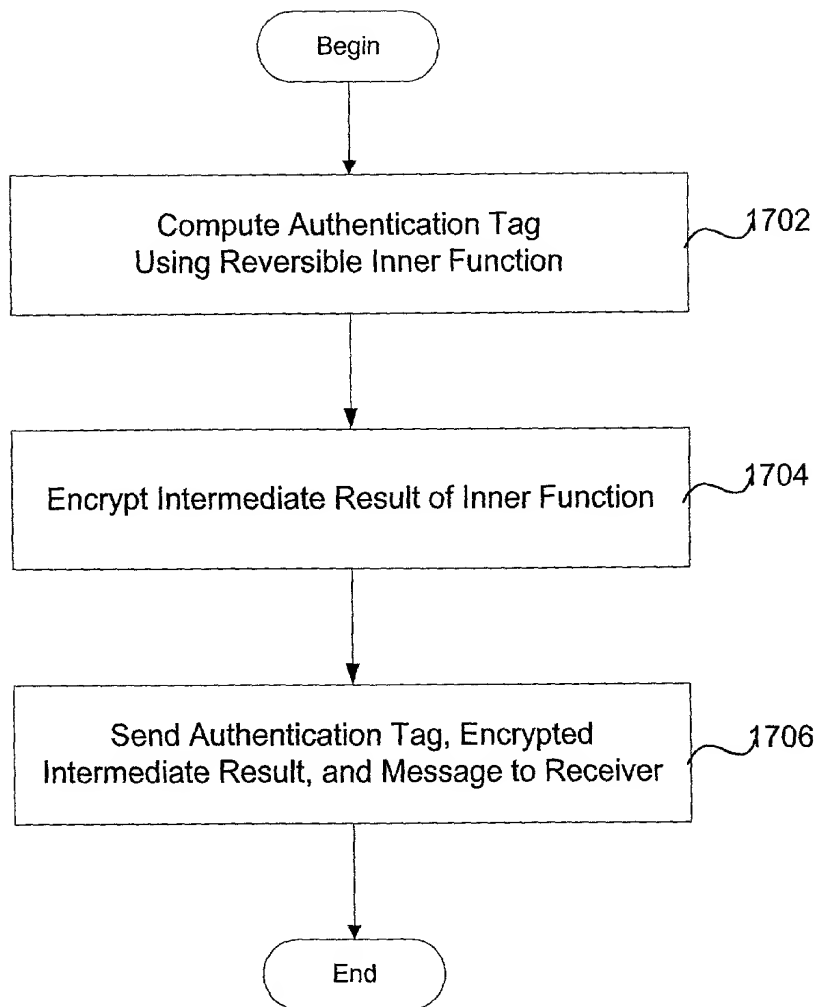 Begin
Compute Authentication Tag
Using Reversible Inner Function
1702
Encrypt Intermediate Result of Inner Function
1704
Send Authentication Tag, Encrypted
Intermediate Result, and Message to Receiver
1706
End